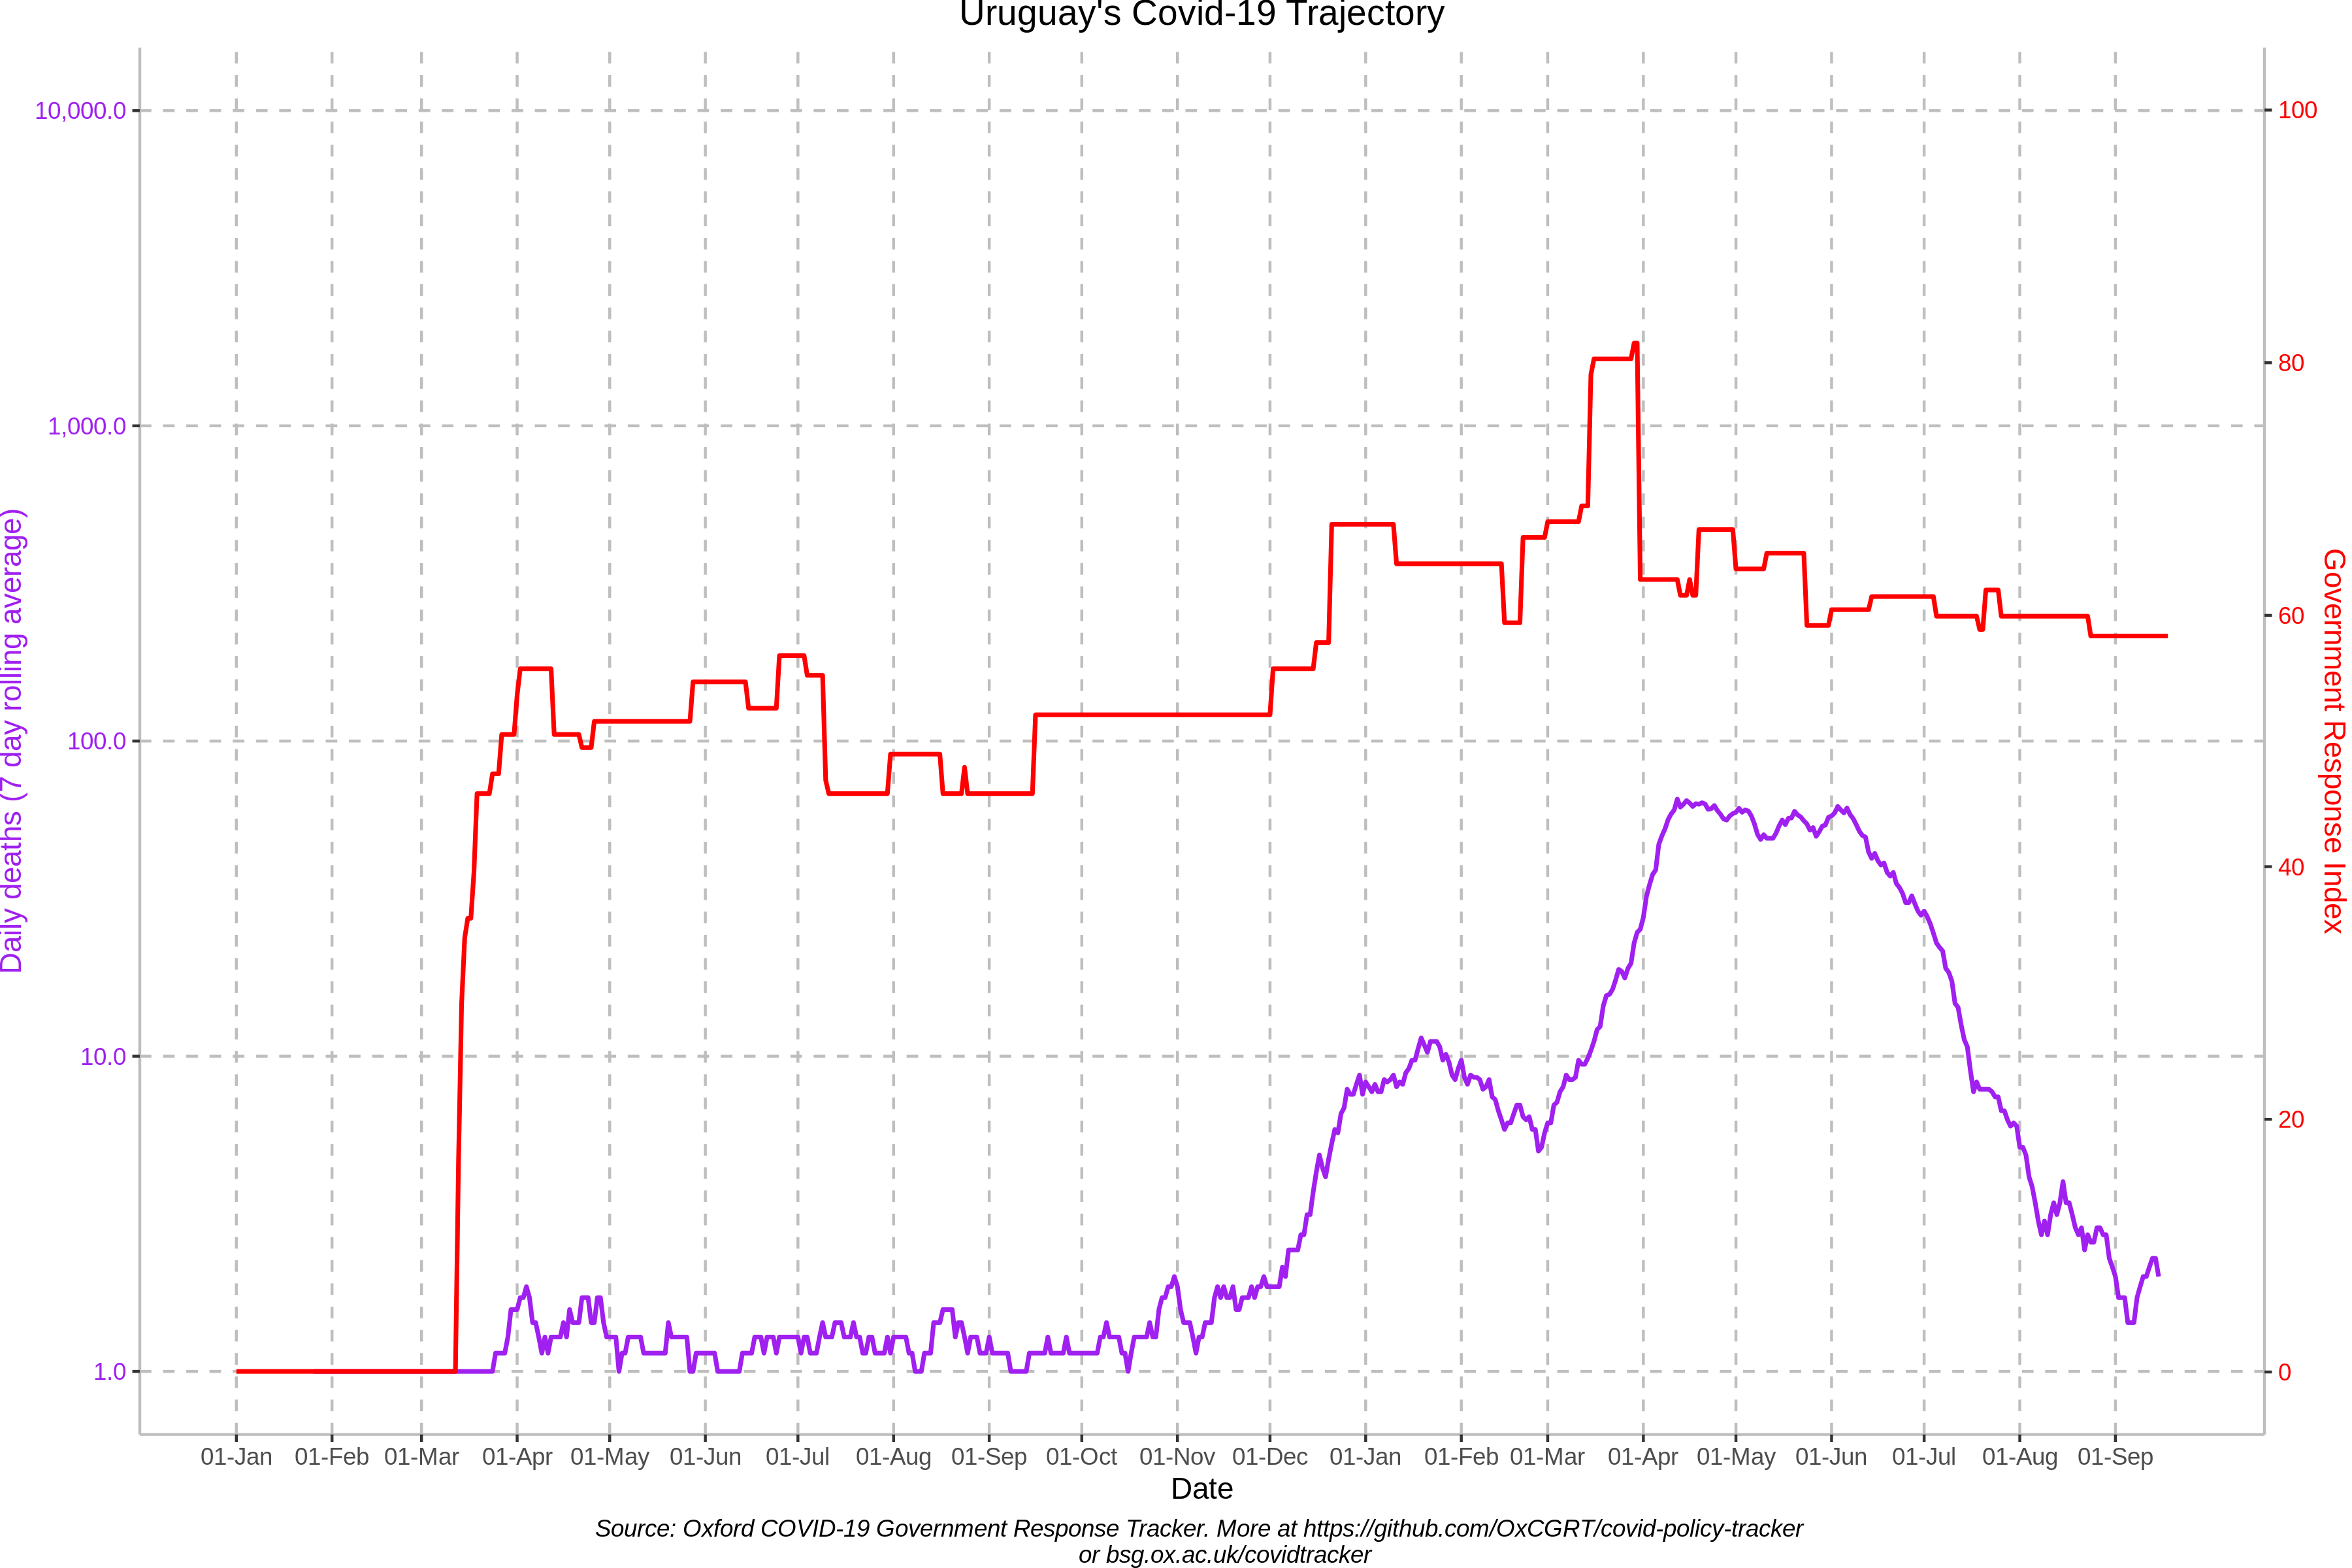 Uruguay's Covid-19 Trajectory
10,000.0
1,000.0
100.0
10.0
1.0
Daily deaths (7 day rolling average)
100
80
60
40
20
0
Government Response Index
01-Jan 01-Feb 01-Mar 01-Apr 01-May 01-Jun 01-Jul 01-Aug 01-Sep 01-Oct 01-Nov 01-Dec 01-Jan 01-Feb 01-Mar 01-Apr 01-May 01-Jun 01-Jul 01-Aug 01-Sep
Date
Source: Oxford COVID-19 Government Response Tracker. More at https://github.com/OxCGRT/covid-policy-tracker
or bsg.ox.ac.uk/covidtracker